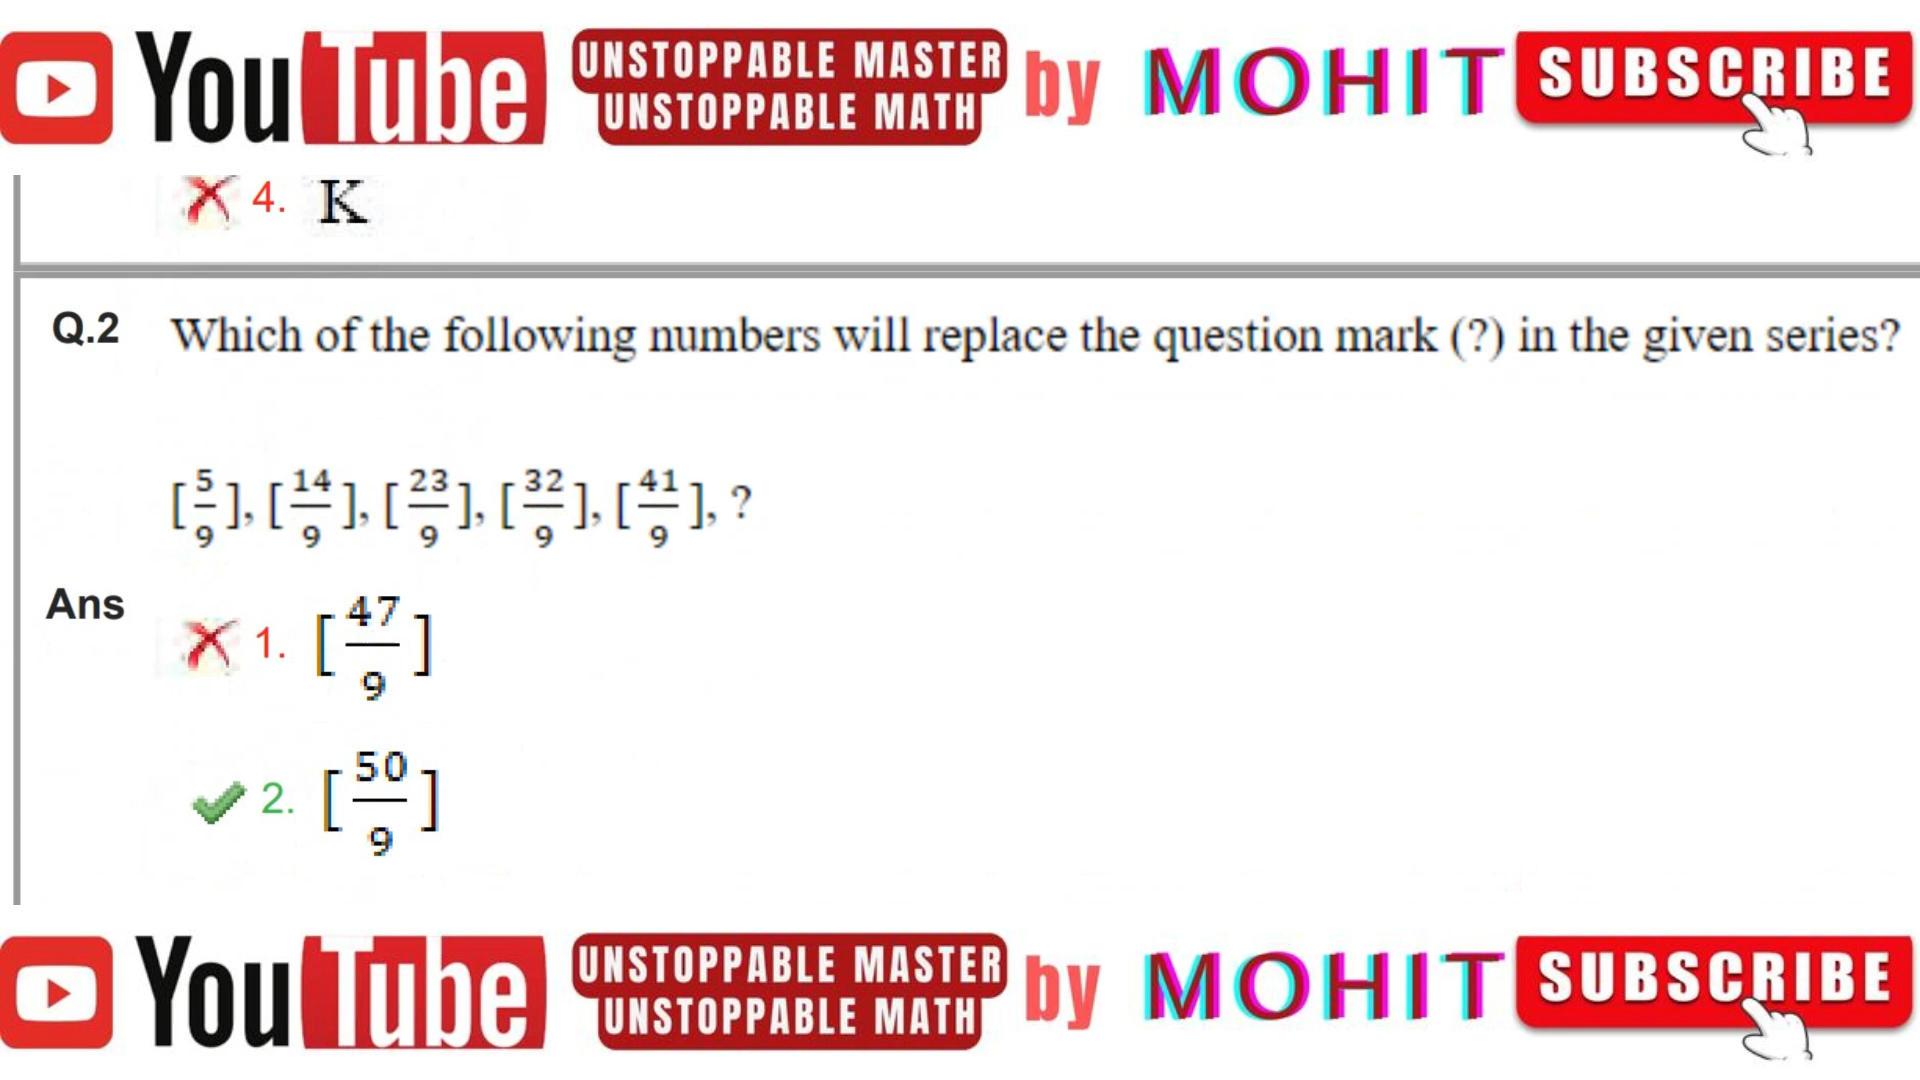 YouTube UNSTOPPABLE MASTER UNSTOPPABLE MATH by MOHIT SUBSCRIBE
4. K
Q.2 Which of the following numbers will replace the question mark (?) in the given series?
[5/9], [14/9], [23/9], [32/9], [41/9], ?
Ans
1. [47/9]
2. [50/9]
YouTube UNSTOPPABLE MASTER UNSTOPPABLE MATH by MOHIT SUBSCRIBE